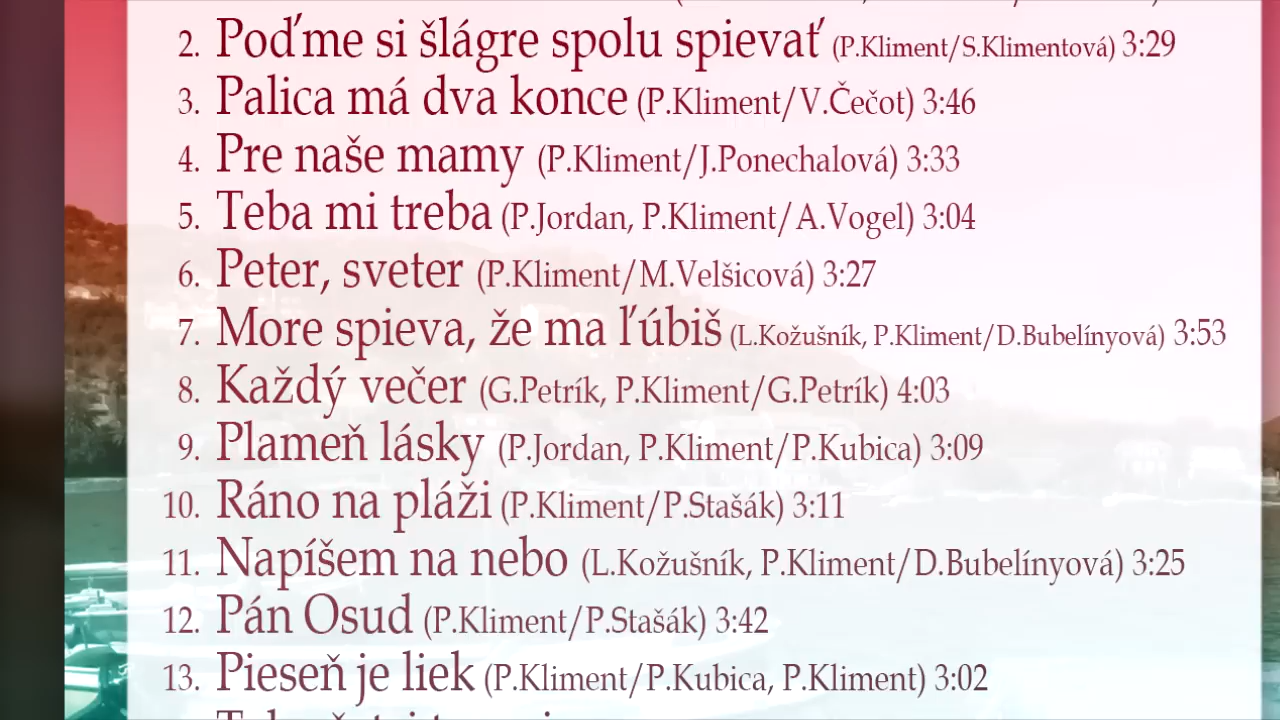 2. Poďme si šlágre spolu spievať (P.Kliment/S.Klimentová) 3:29
3. Palica má dva konce (P.Kliment/V.Čečot) 3:46
4. Pre naše mamy (P.Kliment/J.Ponechalová) 3:33
5. Teba mi treba (P.Jordan, P.Kliment/A.Vogel) 3:04
6. Peter, sveter (P.Kliment/M.Velšicová) 3:27
7. More spieva, že ma ľúbiš (L.Kožušník, P.Kliment/D.Bubelínyová) 3:53
8. Každý večer (G.Petrík, P.Kliment/G.Petrík) 4:03
9. Plameň lásky (P.Jordan, P.Kliment/P.Kubica) 3:09
10. Ráno na pláži (P.Kliment/P.Stašák) 3:11
11. Napíšem na nebo (L.Kožušník, P.Kliment/D.Bubelínyová) 3:25
12. Pán Osud (P.Kliment/P.Stašák) 3:42
13. Pieseň je liek (P.Kliment/P.Kubica, P.Kliment) 3:02